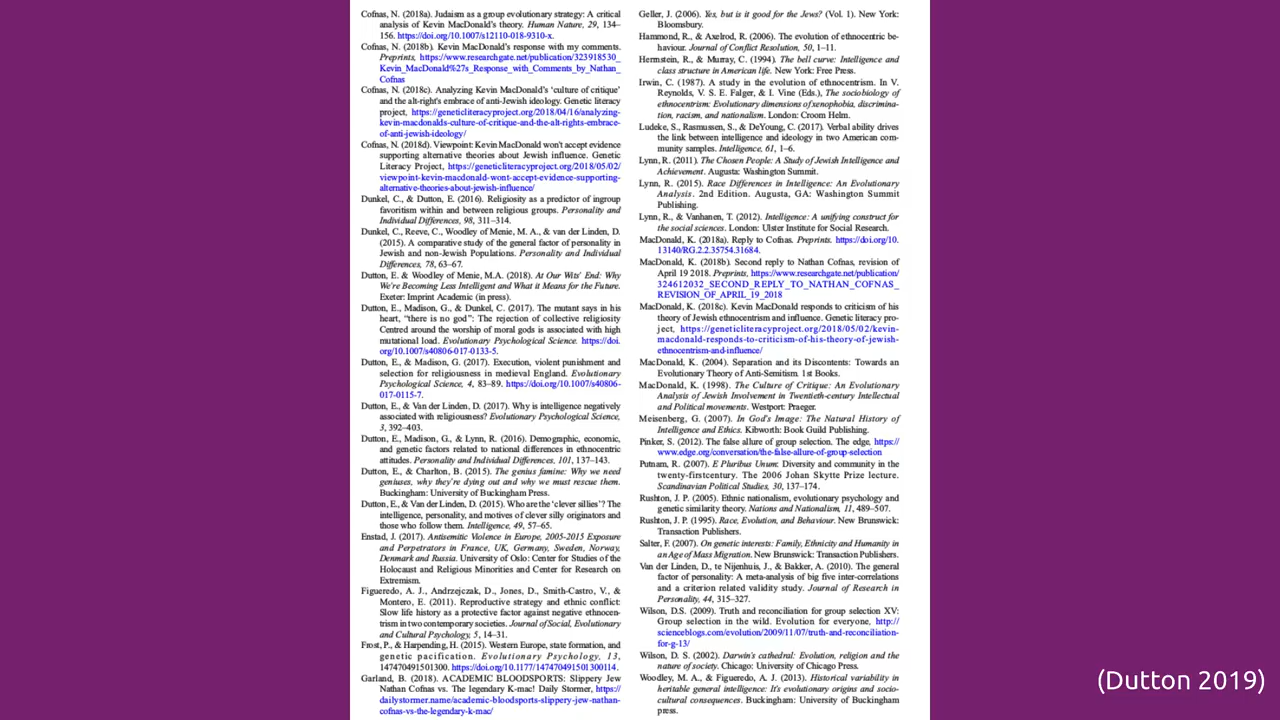 Cofnas, N. (2018a). Judaism as a group evolutionary strategy: A critical
analysis of Kevin MacDonald's theory. Human Nature, 29, 134–
156. https://doi.org/10.1007/s12110-018-9310-x.
Cofnas, N. (2018b). Kevin MacDonald's response with my comments.
Preprints, https://www.researchgate.net/publication/323918530_
Kevin_MacDonald%27s_Response_with_Comments_by_Nathan_
Cofnas
Cofnas, N. (2018c). Analyzing Kevin MacDonald's 'culture of critique'
and the alt-right's embrace of anti-Jewish ideology. Genetic literacy
project, https://geneticliteracyproject.org/2018/04/16/analyzing-
kevin-macdonalds-culture-of-critique-and-the-alt-rights-embrace-
of-anti-jewish-ideology/
Cofnas, N. (2018d). Viewpoint: Kevin MacDonald won't accept evidence
supporting alternative theories about Jewish influence. Genetic
Literacy Project, https://geneticliteracyproject.org/2018/05/02/
viewpoint-kevin-macdonald-wont-accept-evidence-supporting-
alternative-theories-about-jewish-influence/
Dunkel, C., & Dutton, E. (2016). Religiosity as a predictor of ingroup
favoritism within and between religious groups. Personality and
Individual Differences, 98, 311–314.
Dunkel, C., Reeve, C., Woodley of Menie, M. A., & van der Linden, D.
(2015). A comparative study of the general factor of personality in
Jewish and non-Jewish Populations. Personality and Individual
Differences, 78, 63–67.
Dutton, E. & Woodley of Menie, M.A. (2018). At Our Wits' End: Why
We're Becoming Less Intelligent and What it Means for the Future.
Exeter: Imprint Academic (in press).
Dutton, E., Madison, G., & Dunkel, C. (2017). The mutant says in his
heart, "there is no god": The rejection of collective religiosity
Centred around the worship of moral gods is associated with high
mutational load. Evolutionary Psychological Science. https://doi.
org/10.1007/s40806-017-0133-5.
Dutton, E., & Madison, G. (2017). Execution, violent punishment and
selection for religiousness in medieval England. Evolutionary
Psychological Science, 4, 83–89. https://doi.org/10.1007/s40806-
017-0115-7.
Dutton, E., & Van der Linden, D. (2017). Why is intelligence negatively
associated with religiousness? Evolutionary Psychological Science,
3, 392–403.
Dutton, E., Madison, G., & Lynn, R. (2016). Demographic, economic,
and genetic factors related to national differences in ethnocentric
attitudes. Personality and Individual Differences, 101, 137–143.
Dutton, E., & Charlton, B. (2015). The genius famine: Why we need
geniuses, why they're dying out and why we must rescue them.
Buckingham: University of Buckingham Press.
Dutton, E., & Van der Linden, D. (2015). Who are the 'clever sillies'? The
intelligence, personality, and motives of clever silly originators and
those who follow them. Intelligence, 49, 57–65.
Enstad, J. (2017). Antisemitic Violence in Europe, 2005-2015 Exposure
and Perpetrators in France, UK, Germany, Sweden, Norway,
Denmark and Russia. University of Oslo: Center for Studies of the
Holocaust and Religious Minorities and Center for Research on
Extremism.
Figueredo, A. J., Andrzejczak, D., Jones, D., Smith-Castro, V., &
Montero, E. (2011). Reproductive strategy and ethnic conflict:
Slow life history as a protective factor against negative ethnocen-
trism in two contemporary societies. Journal of Social, Evolutionary
and Cultural Psychology, 5, 14–31.
Frost, P., & Harpending, H. (2015). Western Europe, state formation, and
genetic pacification. Evolutionary Psychology, 13,
147470491501300. https://doi.org/10.1177/147470491501300114.
Garland, B. (2018). ACADEMIC BLOODSPORTS: Slippery Jew
Nathan Cofnas vs. The legendary K-mac! Daily Stormer, https://
dailystormer.name/academic-bloodsports-slippery-jew-nathan-
cofnas-vs-the-legendary-k-mac/
Geller, J. (2006). Yes, but is it good for the Jews? (Vol. 1). New York:
Bloomsbury.
Hammond, R., & Axelrod, R. (2006). The evolution of ethnocentric be-
haviour. Journal of Conflict Resolution, 50, 1–11.
Herrnstein, R., & Murray, C. (1994). The bell curve: Intelligence and
class structure in American life. New York: Free Press.
Irwin, C. (1987). A study in the evolution of ethnocentrism. In V.
Reynolds, V. S. E. Falger, & I. Vine (Eds.), The sociobiology of
ethnocentrism: Evolutionary dimensions of xenophobia, discrimina-
tion, racism, and nationalism. London: Croom Helm.
Ludeke, S., Rasmussen, S., & DeYoung, C. (2017). Verbal ability drives
the link between intelligence and ideology in two American com-
munity samples. Intelligence, 61, 1–6.
Lynn, R. (2011). The Chosen People: A Study of Jewish Intelligence and
Achievement. Augusta: Washington Summit.
Lynn, R. (2015). Race Differences in Intelligence: An Evolutionary
Analysis. 2nd Edition. Augusta, GA: Washington Summit
Publishing.
Lynn, R., & Vanhanen, T. (2012). Intelligence: A unifying construct for
the social sciences. London: Ulster Institute for Social Research.
MacDonald, K. (2018a). Reply to Cofnas. Preprints. https://doi.org/10.
13140/RG.2.2.35754.31684.
MacDonald, K. (2018b). Second reply to Nathan Cofnas, revision of
April 19 2018. Preprints, https://www.researchgate.net/publication/
324612032_SECOND_REPLY_TO_NATHAN_COFNAS_
REVISION_OF_APRIL_19_2018
MacDonald, K. (2018c). Kevin MacDonald responds to criticism of his
theory of Jewish ethnocentrism and influence. Genetic literacy pro-
ject, https://geneticliteracyproject.org/2018/05/02/kevin-
macdonald-responds-to-criticism-of-his-theory-of-jewish-
ethnocentrism-and-influence/
MacDonald, K. (2004). Separation and its Discontents: Towards an
Evolutionary Theory of Anti-Semitism. 1st Books.
MacDonald, K. (1998). The Culture of Critique: An Evolutionary
Analysis of Jewish Involvement in Twentieth-century Intellectual
and Political movements. Westport: Praeger.
Meisenberg, G. (2007). In God's Image: The Natural History of
Intelligence and Ethics. Kibworth: Book Guild Publishing.
Pinker, S. (2012). The false allure of group selection. The edge, https://
www.edge.org/conversation/the-false-allure-of-group-selection
Putnam, R. (2007). E Pluribus Unum: Diversity and community in the
twenty-firstcentury. The 2006 Johan Skytte Prize lecture.
Scandinavian Political Studies, 30, 137–174.
Rushton, J. P. (2005). Ethnic nationalism, evolutionary psychology and
genetic similarity theory. Nations and Nationalism, 11, 489–507.
Rushton, J. P. (1995). Race, Evolution, and Behaviour. New Brunswick:
Transaction Publishers.
Salter, F. (2007). On genetic interests: Family, Ethnicity and Humanity in
an Age of Mass Migration. New Brunswick: Transaction Publishers.
Van der Linden, D., te Nijenhuis, J., & Bakker, A. (2010). The general
factor of personality: A meta-analysis of big five inter-correlations
and a criterion related validity study. Journal of Research in
Personality, 44, 315–327.
Wilson, D.S. (2009). Truth and reconciliation for group selection XV:
Group selection in the wild. Evolution for everyone, http://
scienceblogs.com/evolution/2009/11/07/truth-and-reconciliation-
for-g-13/
Wilson, D. S. (2002). Darwin's cathedral: Evolution, religion and the
nature of society. Chicago: University of Chicago Press.
Woodley, M. A., & Figueredo, A. J. (2013). Historical variability in
heritable general intelligence: It's evolutionary origins and socio-
cultural consequences. Buckingham: University of Buckingham
press.
(Dutton 2019)